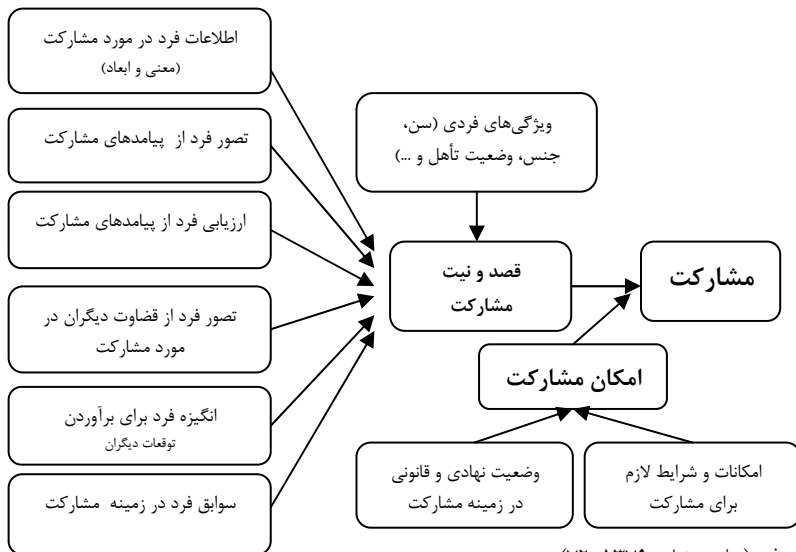 اطلاعات فرد در مورد مشارکت
(معنی و ابعاد)
تصور فرد از پیامدهای مشارکت
ارزیابی فرد از پیامدهای مشارکت
تصور فرد از قضاوت دیگران در
مورد مشارکت
انگیزه فرد برای برآوردن
توقعات دیگران
سوابق فرد در زمینه مشارکت
ویژگی‌های فردی (سن،
جنس، وضعیت تأهل و ...)
قصد و نیت
مشارکت
مشارکت
امکان مشارکت
امکانات و شرایط لازم
برای مشارکت
وضعیت نهادی و قانونی
در زمینه مشارکت